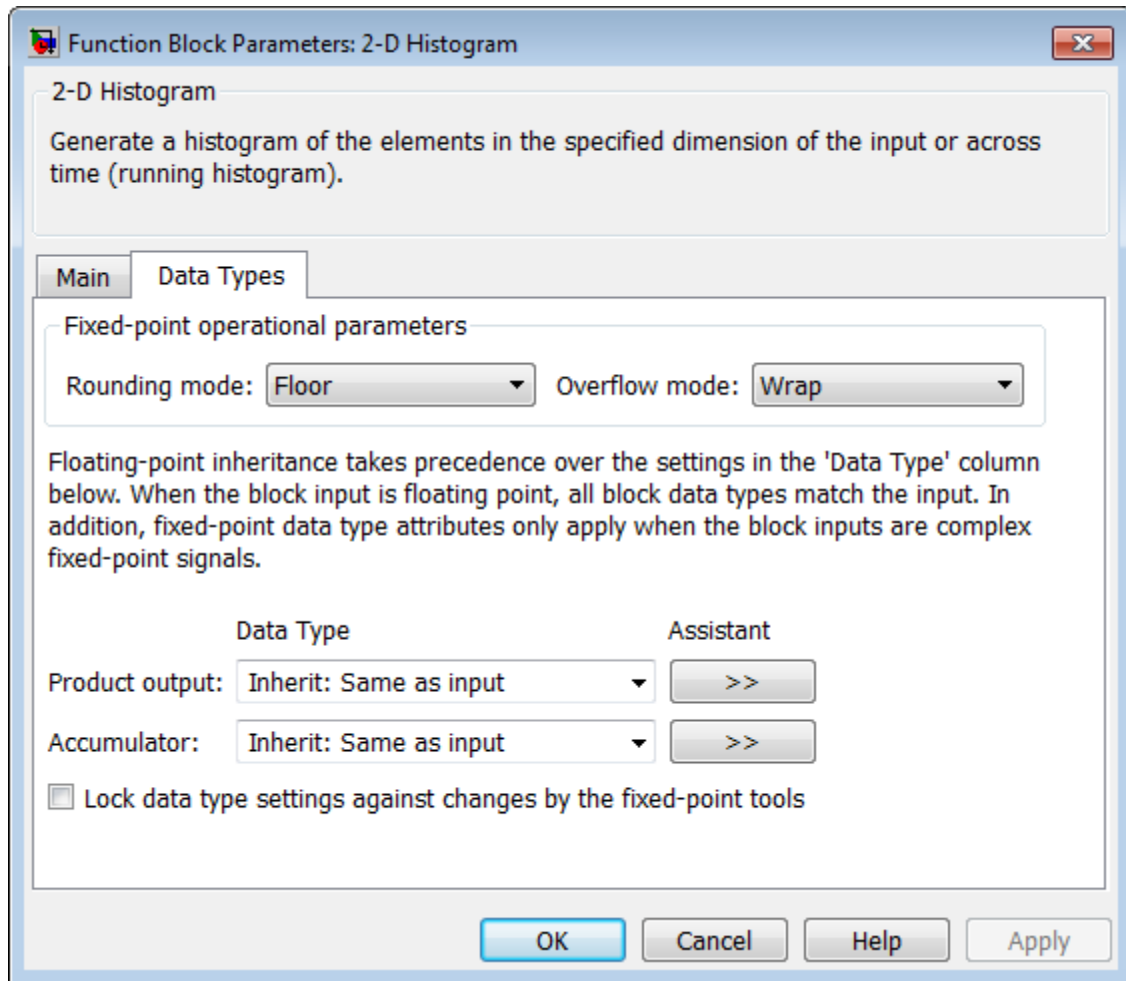 Function Block Parameters: 2-D Histogram
2-D Histogram
Generate a histogram of the elements in the specified dimension of the input or across
time (running histogram).
Main Data Types
Fixed-point operational parameters
Rounding mode: Floor Overflow mode: Wrap
Floating-point inheritance takes precedence over the settings in the 'Data Type' column
below. When the block input is floating point, all block data types match the input. In
addition, fixed-point data type attributes only apply when the block inputs are complex
fixed-point signals.
Data Type Assistant
Product output: Inherit: Same as input >>
Accumulator: Inherit: Same as input >>
Lock data type settings against changes by the fixed-point tools
OK Cancel Help Apply